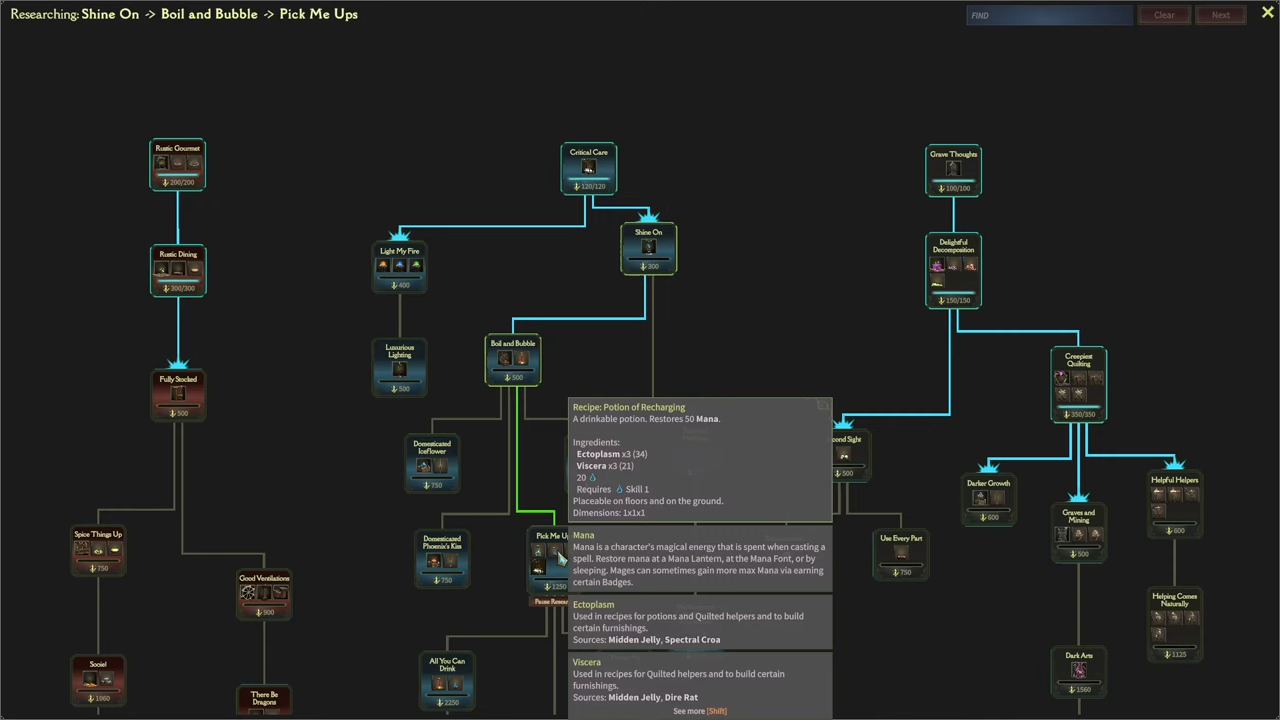 Researching: Shine On -> Boil and Bubble -> Pick Me Ups
FIND
Clear
Next
Rustic Gourmet
200/200
Critical Care
120/120
Grave Thoughts
100/100
Light My Fire
400
Shine On
300
Rustic Dining
300/300
Delightful
Decomposition
150/150
Luxurious
Lighting
500
Boil and Bubble
500
Fully Stocked
500
Creepiest
Quilting
350/350
Recipe: Potion of Recharging
A drinkable potion. Restores 50 Mana.
Ingredients:
Ectoplasm x3 (34)
Viscera x3 (21)
20
Requires Skill 1
Placeable on floors and on the ground.
Dimensions: 1x1x1
Domesticated
Iceflower
750
ond Sight
500
Darker Growth
600
Graves and
Mining
500
Helpful Helpers
600
Spice Things Up
750
Good Ventilations
900
Domesticated
Phoenix's Kiss
750
Pick Me U
1250
Pause Resea
Use Every Part
750
Mana
Mana is a character's magical energy that is spent when casting a
spell. Restore mana at a Mana Lantern, at the Mana Font, or by
sleeping. Mages can sometimes gain more max Mana via earning
certain Badges.
Ectoplasm
Used in recipes for potions and Quilted helpers and to build
certain furnishings.
Sources: Midden Jelly, Spectral Croa
Viscera
Used in recipes for Quilted helpers and to build certain
furnishings.
Sources: Midden Jelly, Dire Rat
See more [Shift]
Helping Comes
Naturally
1125
Sooie!
1060
There Be
Dragons
All You Can
Drink
2250
Dark Arts
1560